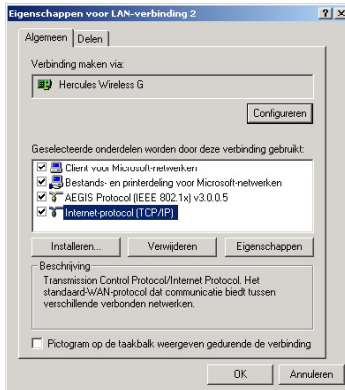 Eigenschappen voor LAN-verbinding 2
Algemeen
Delen
Verbinding maken via:
Hercules Wireless G
Configureren
Geselecteerde onderdelen worden door deze verbinding gebruikt:
Client voor Microsoft-netwerken
Bestands- en printerdeling voor Microsoft-netwerken
AEGIS Protocol (IEEE 802.1x) v3.0.0.5
Internet-protocol (TCP/IP)
Installeren...
Verwijderen
Eigenschappen
Beschrijving
Transmission Control Protocol/Internet Protocol. Het
standaard-WAN-protocol dat communicatie biedt tussen
verschillende verbonden netwerken.
Pictogram op de taakbalk weergeven gedurende de verbinding
OK
Annuleren